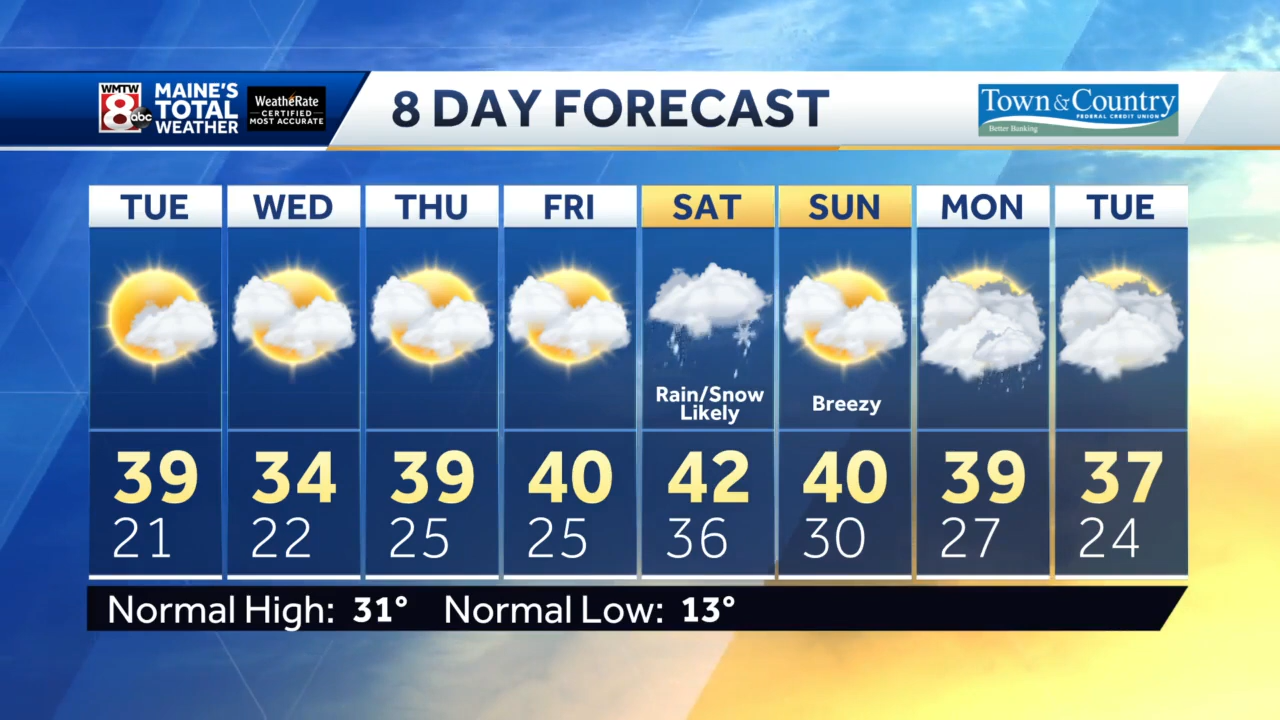 WMTW
8
abc
MAINE'S
TOTAL
WEATHER
WeatheRate
CERTIFIED
MOST ACCURATE
8 DAY FORECAST
Town & Country
FEDERAL CREDIT UNION
Better Banking
TUE WED THU FRI SAT SUN MON TUE
Rain/Snow
Likely
Breezy
39 34 39 40 42 40 39 37
21 22 25 25 36 30 27 24
Normal High: 31° Normal Low: 13°